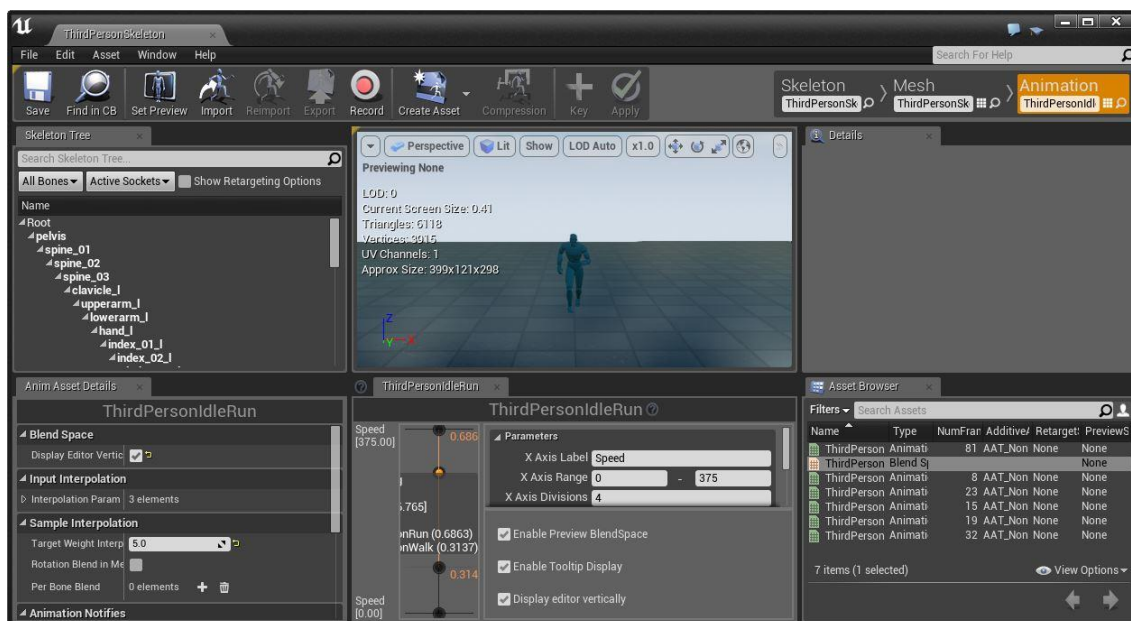 ThirdPersonSkeleton
File Edit Asset Window Help
Search For Help
Save Find in CB Set Preview Import Reimport Export Record Create Asset Compression Key Apply
Skeleton Mesh Animation
ThirdPersonSk ThirdPersonSk ThirdPersonIdl
Skeleton Tree
Search Skeleton Tree...
All Bones Active Sockets Show Retargeting Options
Name
Root
pelvis
spine_01
spine_02
spine_03
clavicle_l
upperarm_l
lowerarm_l
hand_l
index_01_l
index_02_l
Perspective Lit Show LOD Auto x1.0
Previewing None
LOD: 0
Current Screen Size: 0.41
Triangles: 6118
Vertices: 3915
UV Channels: 1
Approx Size: 399x121x298
Z
Y X
Details
Anim Asset Details
ThirdPersonIdleRun
Blend Space
Display Editor Vertic
Input Interpolation
Interpolation Param 3 elements
Sample Interpolation
Target Weight Interp 5.0
Rotation Blend in Me
Per Bone Blend 0 elements
Animation Notifies
ThirdPersonIdleRun
ThirdPersonIdleRun
Speed
[375.00]
0.686
.765]
onRun (0.6863)
onWalk (0.3137)
0.314
Speed
[0.00]
Parameters
X Axis Label Speed
X Axis Range 0 - 375
X Axis Divisions 4
Enable Preview BlendSpace
Enable Tooltip Display
Display editor vertically
Asset Browser
Filters Search Assets
Name Type NumFran Additive/ Retarget PreviewS
ThirdPerson Animati 81 AAT_Non None None
ThirdPerson Blend Sp None
ThirdPerson Animati 8 AAT_Non None None
ThirdPerson Animati 23 AAT_Non None None
ThirdPerson Animati 15 AAT_Non None None
ThirdPerson Animati 19 AAT_Non None None
ThirdPerson Animati 32 AAT_Non None None
7 items (1 selected) View Options